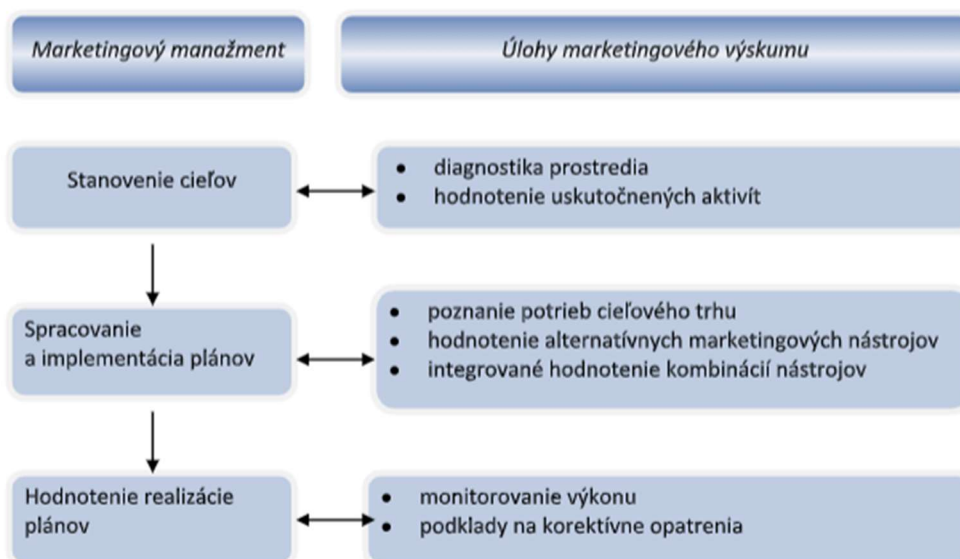 Marketingový manažment
Úlohy marketingového výskumu
Stanovenie cieľov
• diagnostika prostredia
• hodnotenie uskutočnených aktivít
Spracovanie
a implementácia plánov
• poznanie potrieb cieľového trhu
• hodnotenie alternatívnych marketingových nástrojov
• integrované hodnotenie kombinácií nástrojov
Hodnotenie realizácie
plánov
• monitorovanie výkonu
• podklady na korektívne opatrenia